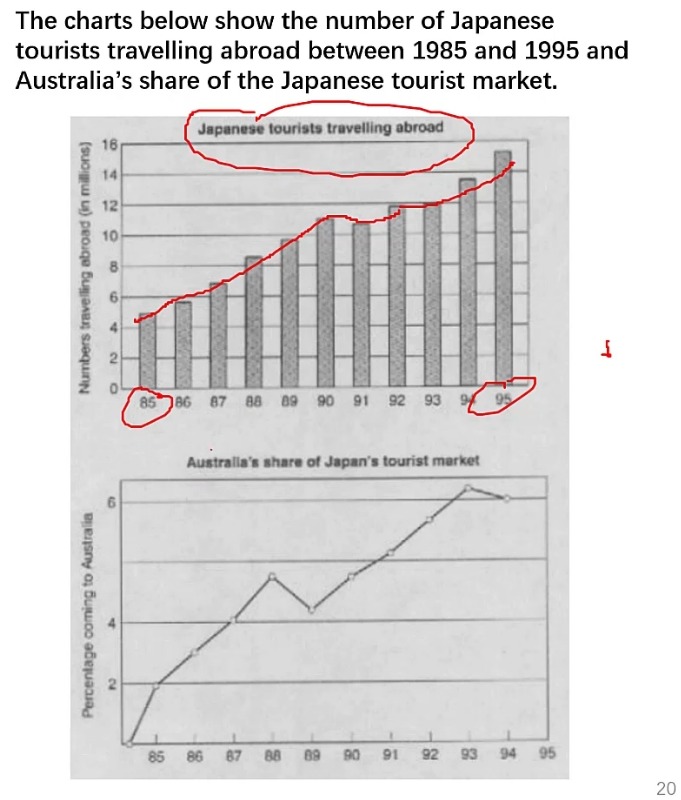 The charts below show the number of Japanese
tourists travelling abroad between 1985 and 1995 and
Australia's share of the Japanese tourist market.
Japanese tourists travelling abroad
Numbers travelling abroad (in millions)
16
14
12
10
8
6
4
2
0
85 86 87 88 89 90 91 92 93 94 95
Australia's share of Japan's tourist market
Percentage coming to Australia
6
4
2
85 86 87 88 89 90 91 92 93 94 95
20